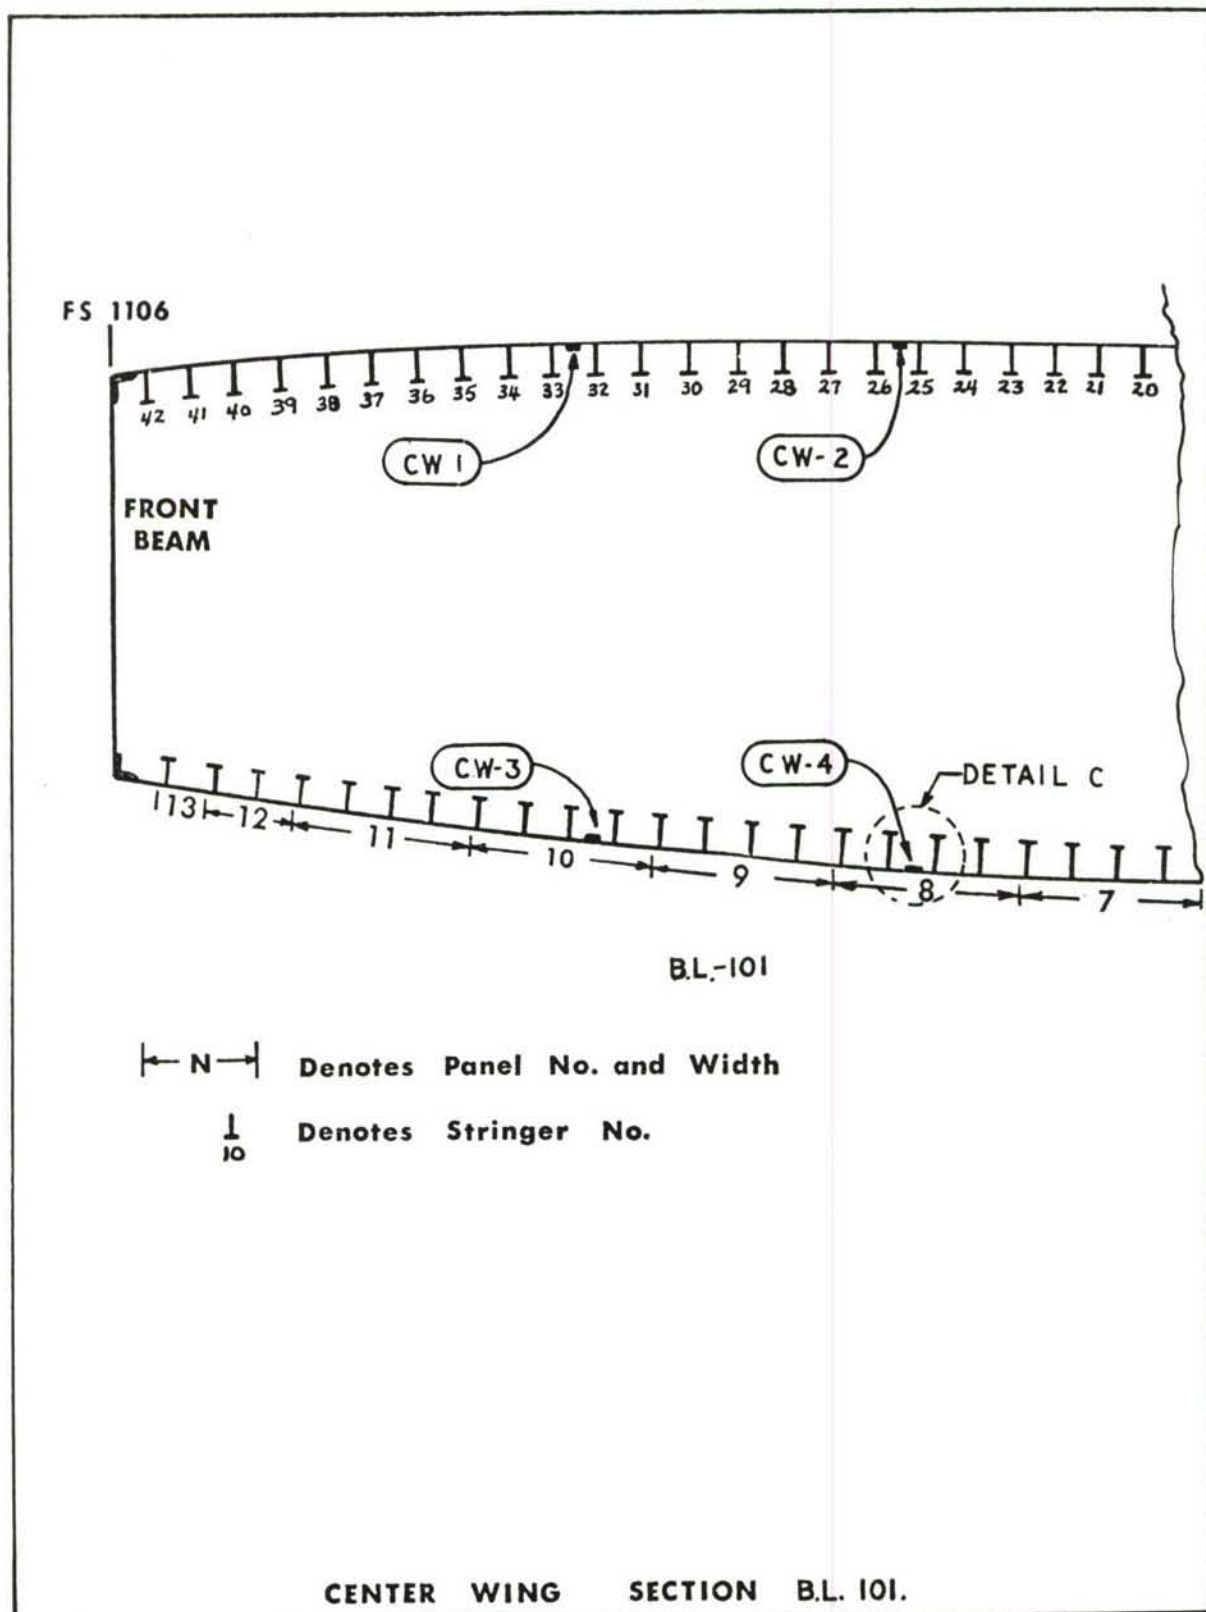 FS 1106
42 41 40 39 38 37 36 35 34 33 32 31 30 29 28 27 26 25 24 23 22 21 20
CW 1
CW-2
FRONT
BEAM
CW-3
CW-4
DETAIL C
13 12 11 10 9 8 7
B.L.-101
N Denotes Panel No. and Width
10 Denotes Stringer No.
CENTER WING SECTION B.L. 101.